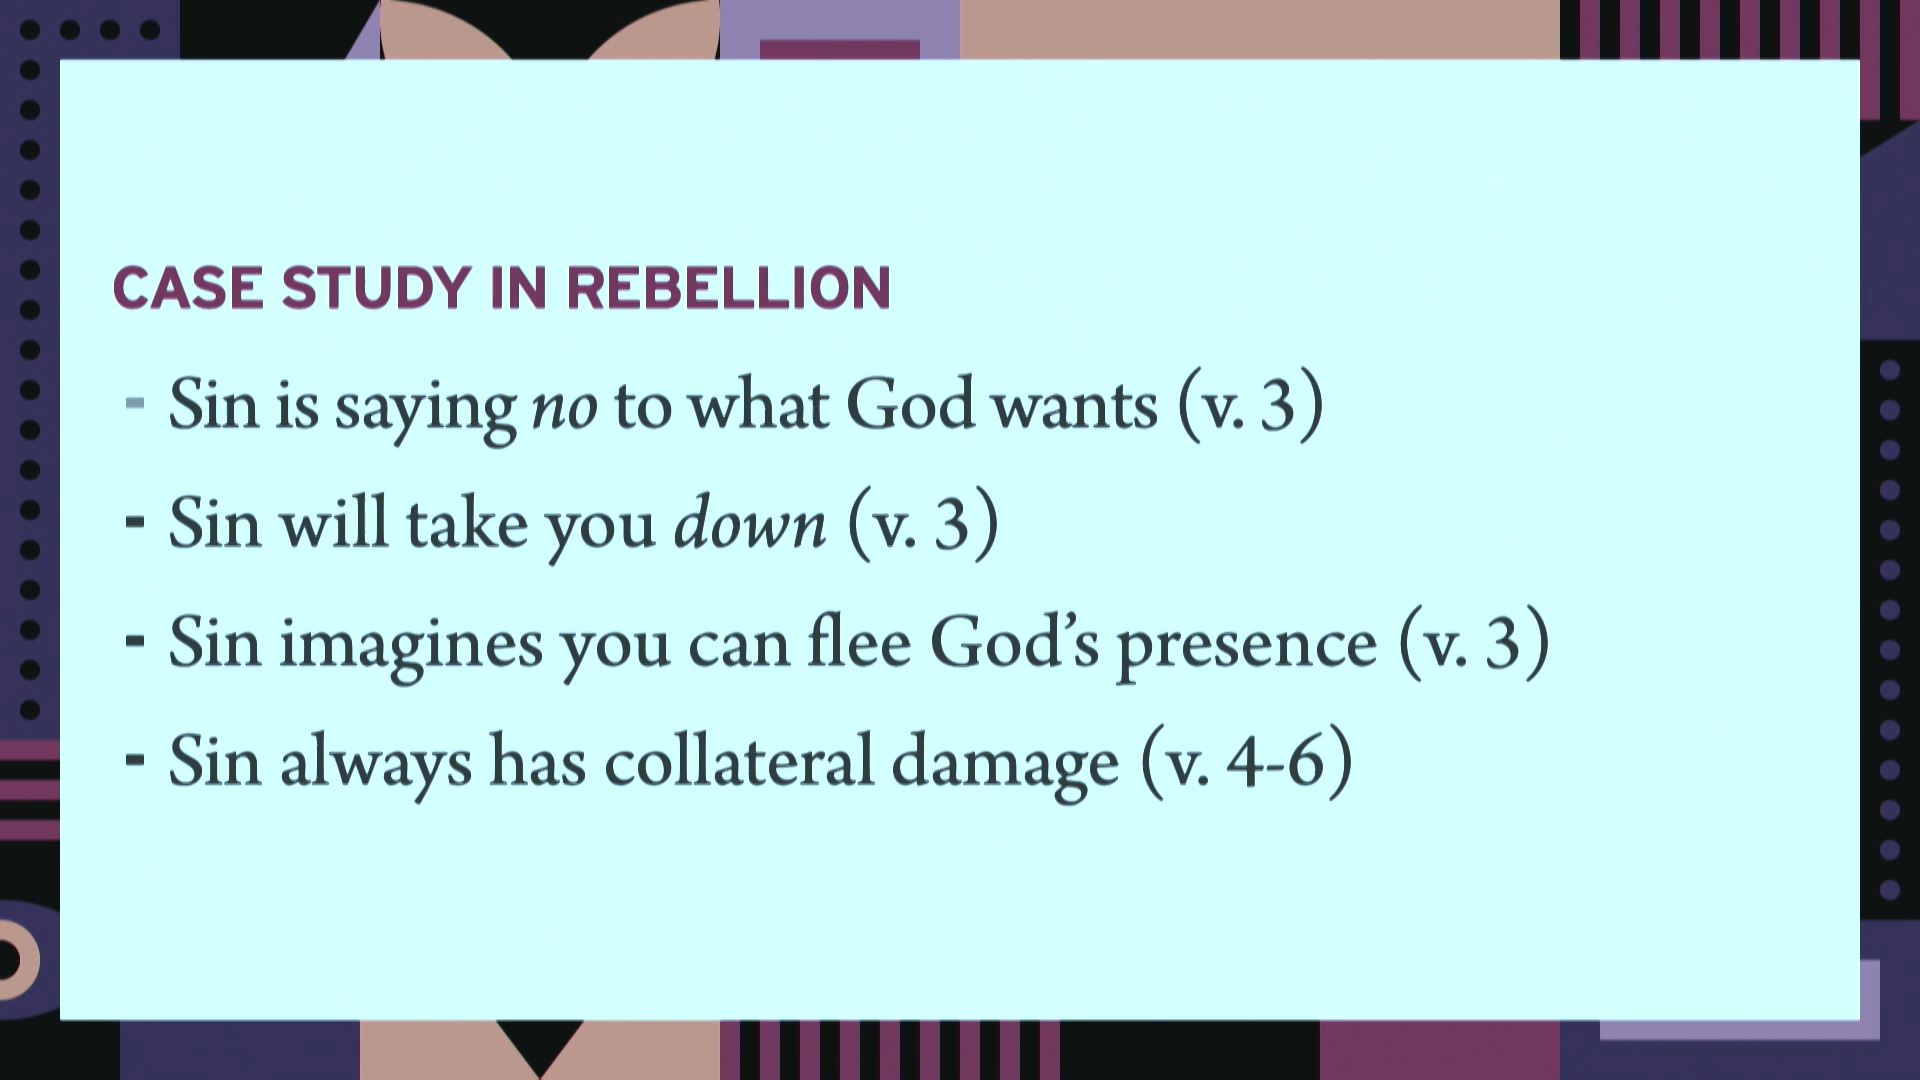 CASE STUDY IN REBELLION
- Sin is saying no to what God wants (v. 3)
- Sin will take you down (v. 3)
- Sin imagines you can flee God’s presence (v. 3)
- Sin always has collateral damage (v. 4-6)